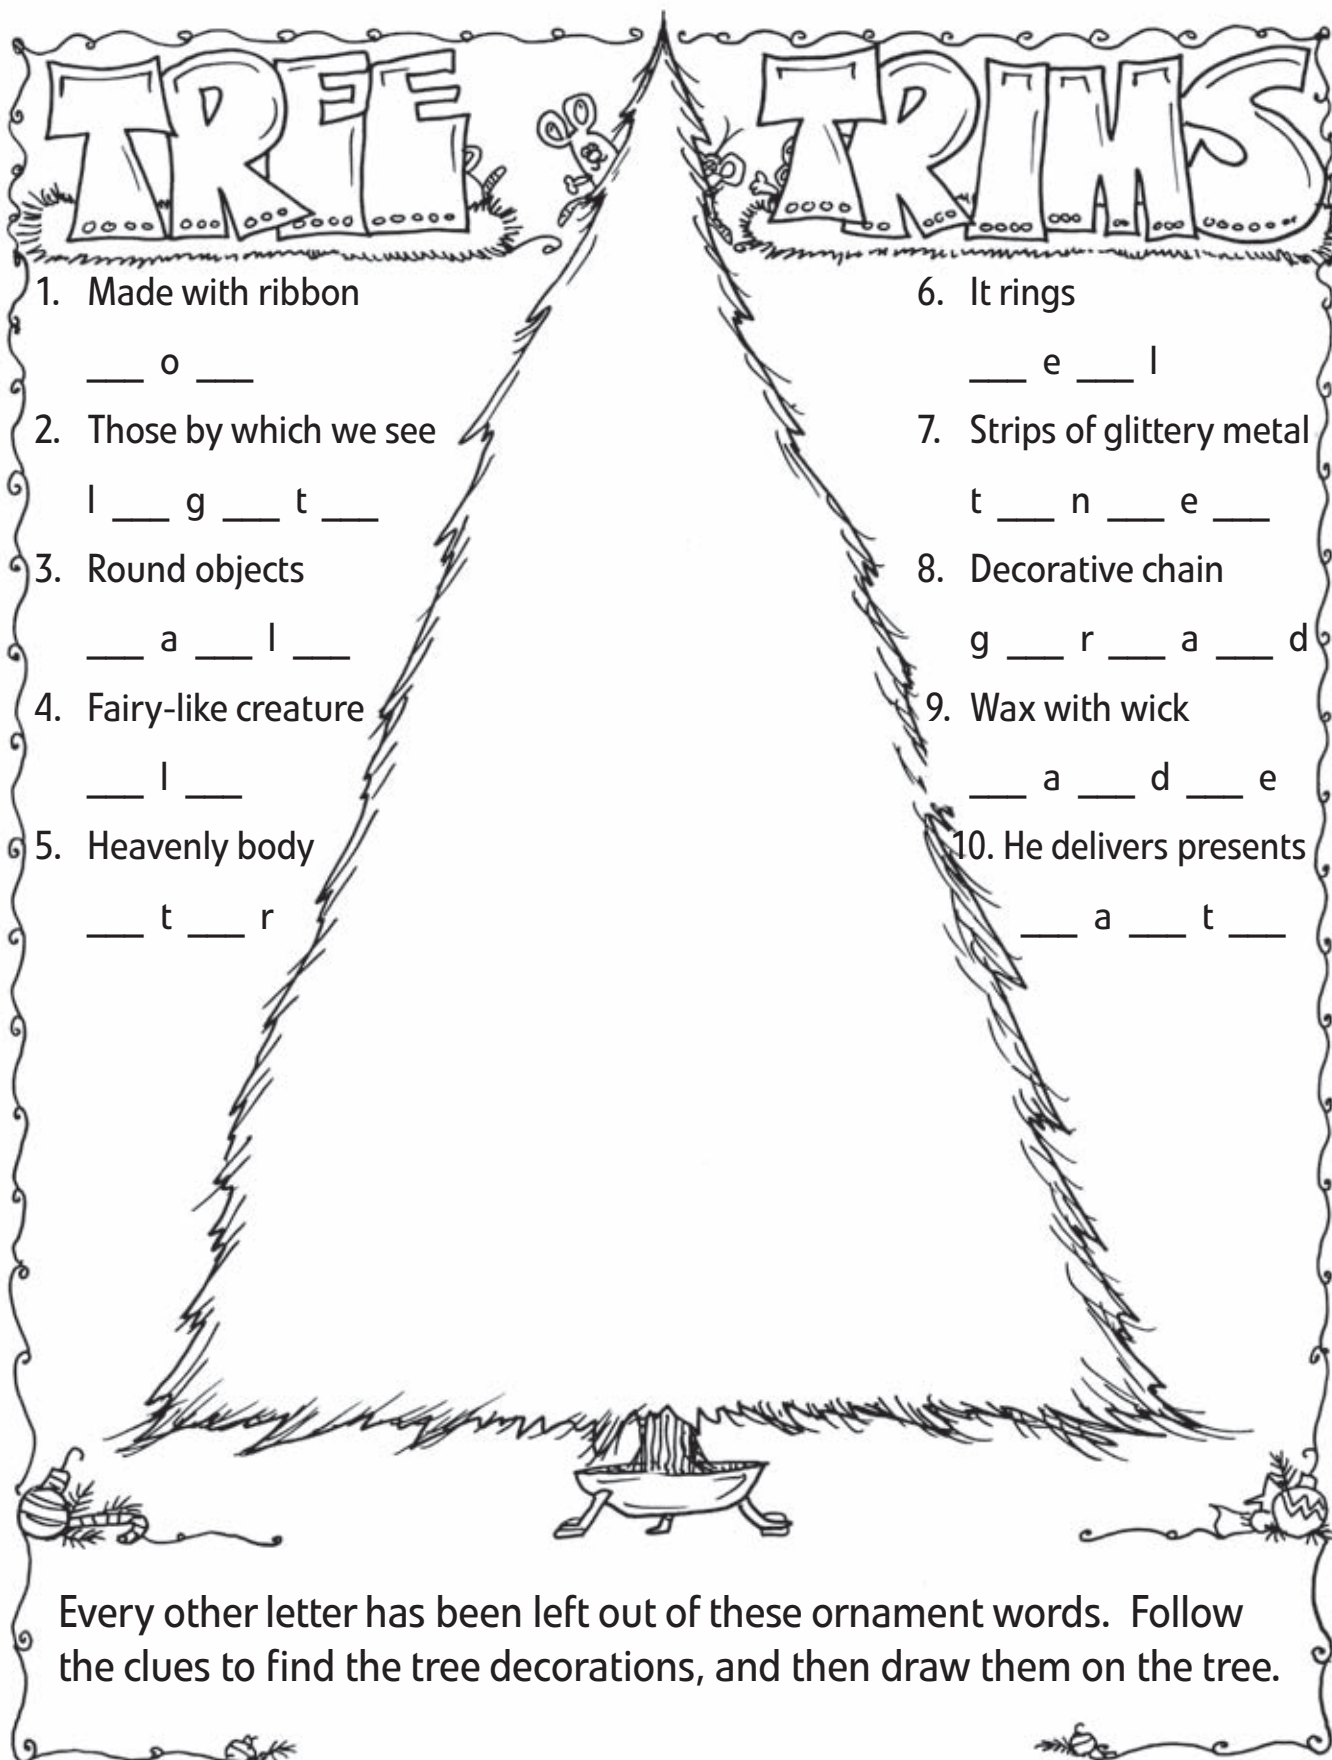 TREE TRIMS
1. Made with ribbon
___ o ___
2. Those by which we see
l ___ g ___ t ___
3. Round objects
___ a ___ l ___
4. Fairy-like creature
___ l ___
5. Heavenly body
___ t ___ r
6. It rings
___ e ___ l
7. Strips of glittery metal
t ___ n ___ e ___
8. Decorative chain
g ___ r ___ a ___ d
9. Wax with wick
___ a ___ d ___ e
10. He delivers presents
___ a ___ t ___
Every other letter has been left out of these ornament words. Follow
the clues to find the tree decorations, and then draw them on the tree.